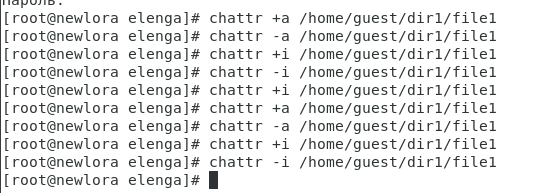 Пароль:
[root@newlora elenga]# chattr +a /home/guest/dir1/file1
[root@newlora elenga]# chattr -a /home/guest/dir1/file1
[root@newlora elenga]# chattr +i /home/guest/dir1/file1
[root@newlora elenga]# chattr -i /home/guest/dir1/file1
[root@newlora elenga]# chattr +i /home/guest/dir1/file1
[root@newlora elenga]# chattr +a /home/guest/dir1/file1
[root@newlora elenga]# chattr -a /home/guest/dir1/file1
[root@newlora elenga]# chattr +i /home/guest/dir1/file1
[root@newlora elenga]# chattr -i /home/guest/dir1/file1
[root@newlora elenga]#